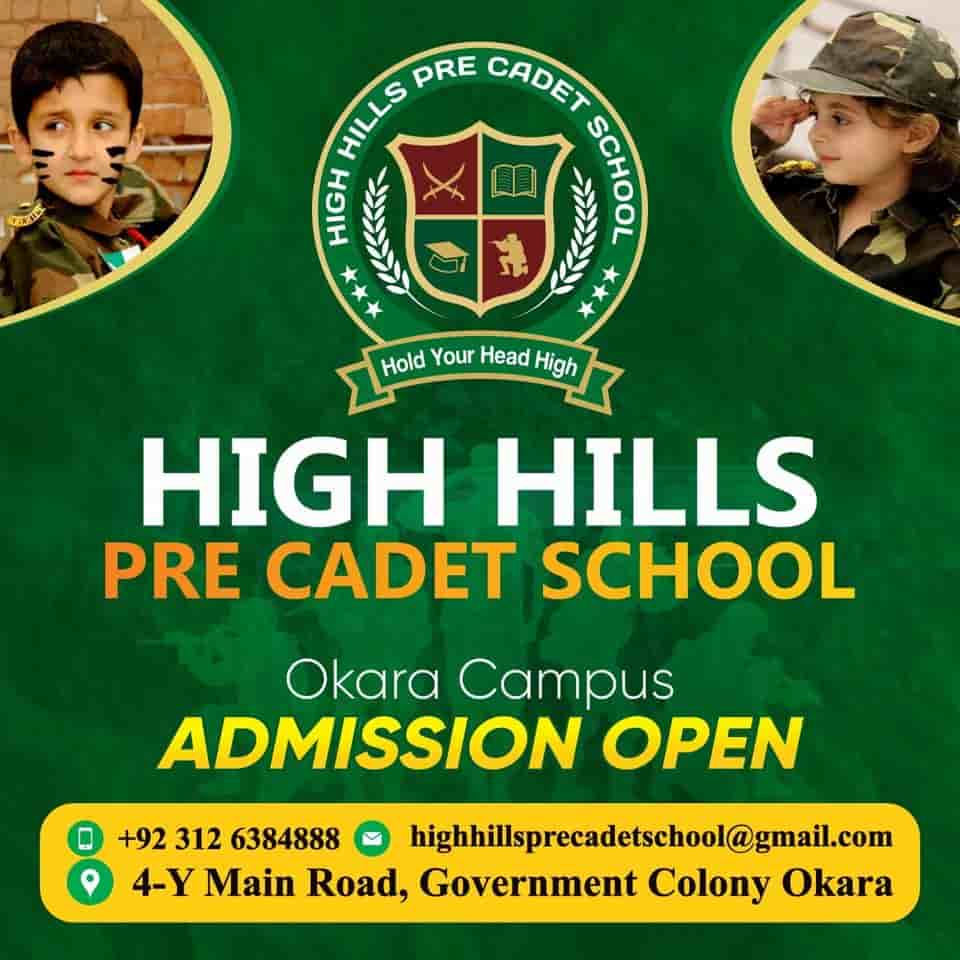 HIGH HILLS PRE CADET SCHOOL
Hold Your Head High
HIGH HILLS
PRE CADET SCHOOL
Okara Campus
ADMISSION OPEN
+92 312 6384888 highhillsprecadetschool@gmail.com
4-Y Main Road, Government Colony Okara